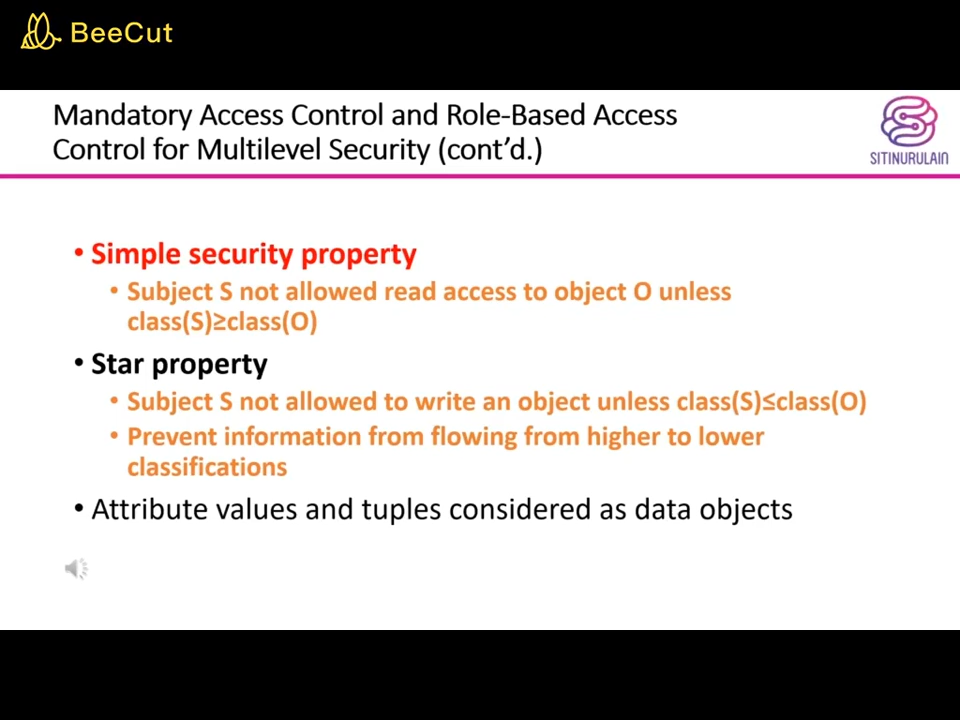 BeeCut
Mandatory Access Control and Role-Based Access
Control for Multilevel Security (cont’d.)
SITINURULAIN
• Simple security property
• Subject S not allowed read access to object O unless
class(S)≥class(O)
• Star property
• Subject S not allowed to write an object unless class(S)≤class(O)
• Prevent information from flowing from higher to lower
classifications
• Attribute values and tuples considered as data objects